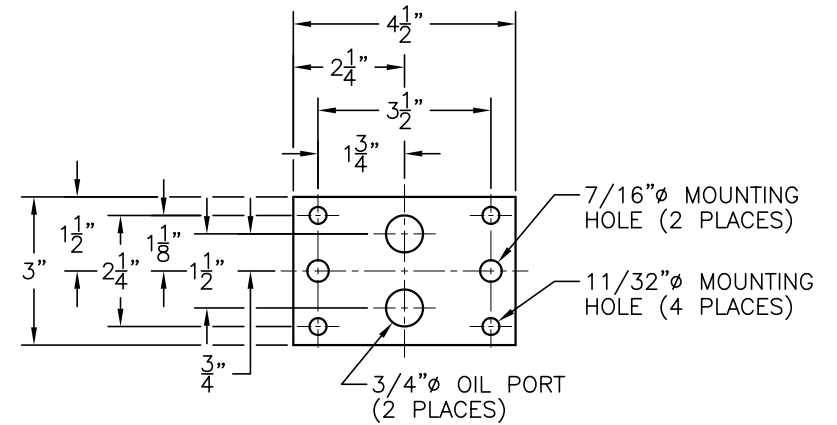 4 1/2"
2 1/4"
3 1/2"
1 3/4"
7/16"ø MOUNTING
HOLE (2 PLACES)
1 1/2"
1 1/8"
3"
2 1/4"
1 1/2"
11/32"ø MOUNTING
HOLE (4 PLACES)
3/4"
3/4"ø OIL PORT
(2 PLACES)